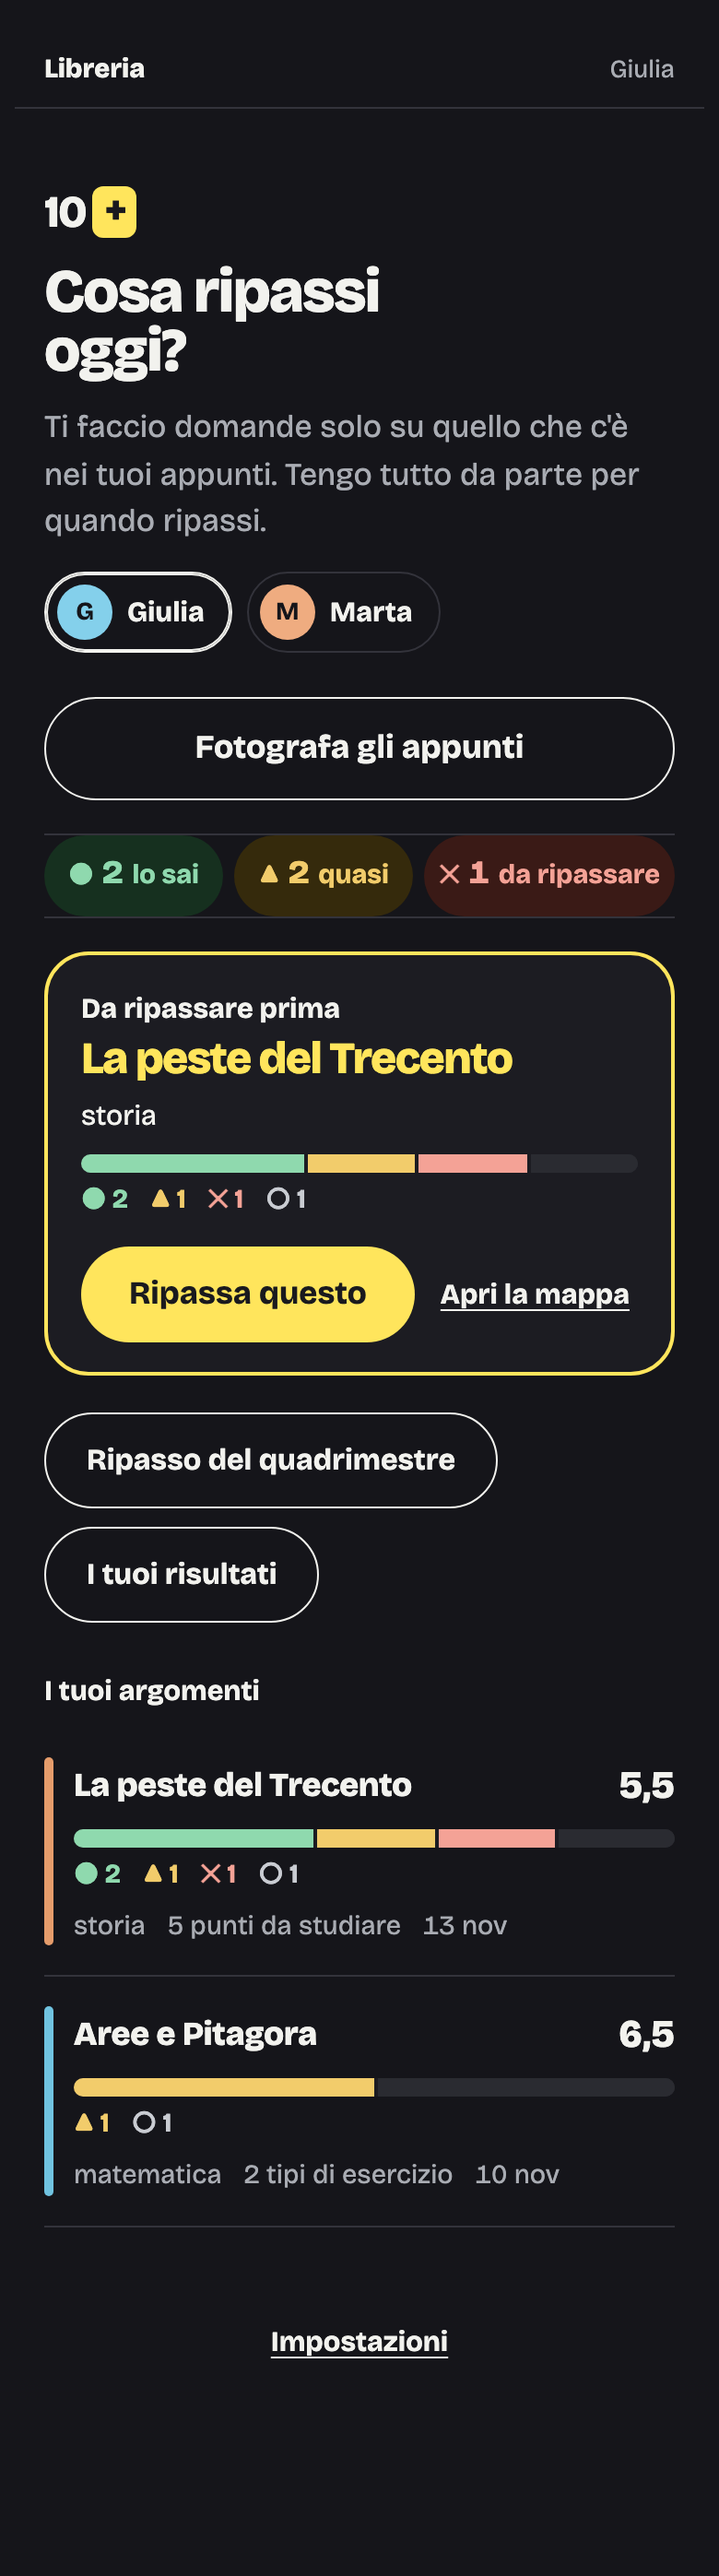 Libreria
Giulia
10 +
Cosa ripassi
oggi?
Ti faccio domande solo su quello che c'è
nei tuoi appunti. Tengo tutto da parte per
quando ripassi.
G Giulia
M Marta
Fotografa gli appunti
2 lo sai
2 quasi
1 da ripassare
Da ripassare prima
La peste del Trecento
storia
2 1 1 1
Ripassa questo
Apri la mappa
Ripasso del quadrimestre
I tuoi risultati
I tuoi argomenti
La peste del Trecento 5,5
2 1 1 1
storia 5 punti da studiare 13 nov
Aree e Pitagora 6,5
1 1
matematica 2 tipi di esercizio 10 nov
Impostazioni